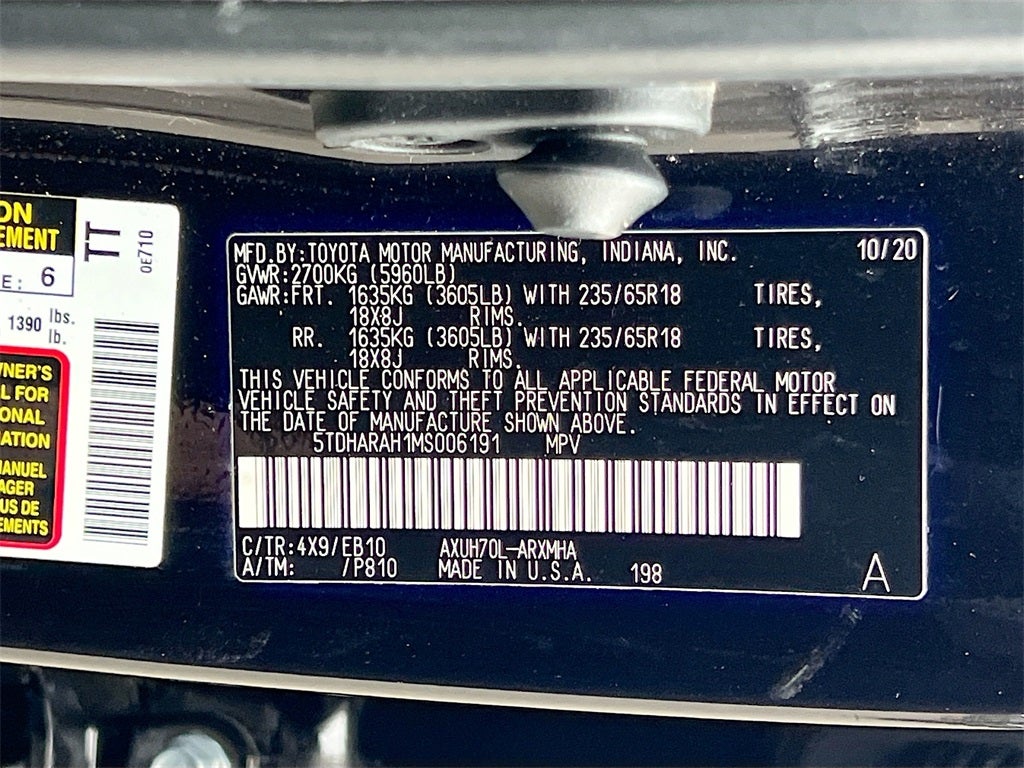 ON
EMENT
E: 6
1390 lbs.
lb.
WNER'S
L FOR
IONAL
MATION
MANUEL
AGER
US DE
EMENTS
TT
0E710
MFD.BY:TOYOTA MOTOR MANUFACTURING, INDIANA, INC. 10/20
GVWR:2700KG (5960LB)
GAWR:FRT. 1635KG (3605LB) WITH 235/65R18 TIRES,
18X8J RIMS.
RR. 1635KG (3605LB) WITH 235/65R18 TIRES,
18X8J RIMS.
THIS VEHICLE CONFORMS TO ALL APPLICABLE FEDERAL MOTOR
VEHICLE SAFETY AND THEFT PREVENTION STANDARDS IN EFFECT ON
THE DATE OF MANUFACTURE SHOWN ABOVE.
5TDHARAH1MS006191 MPV
C/TR:4X9/EB10 AXUH70L-ARXMHA
A/TM: /P810 MADE IN U.S.A. 198 A